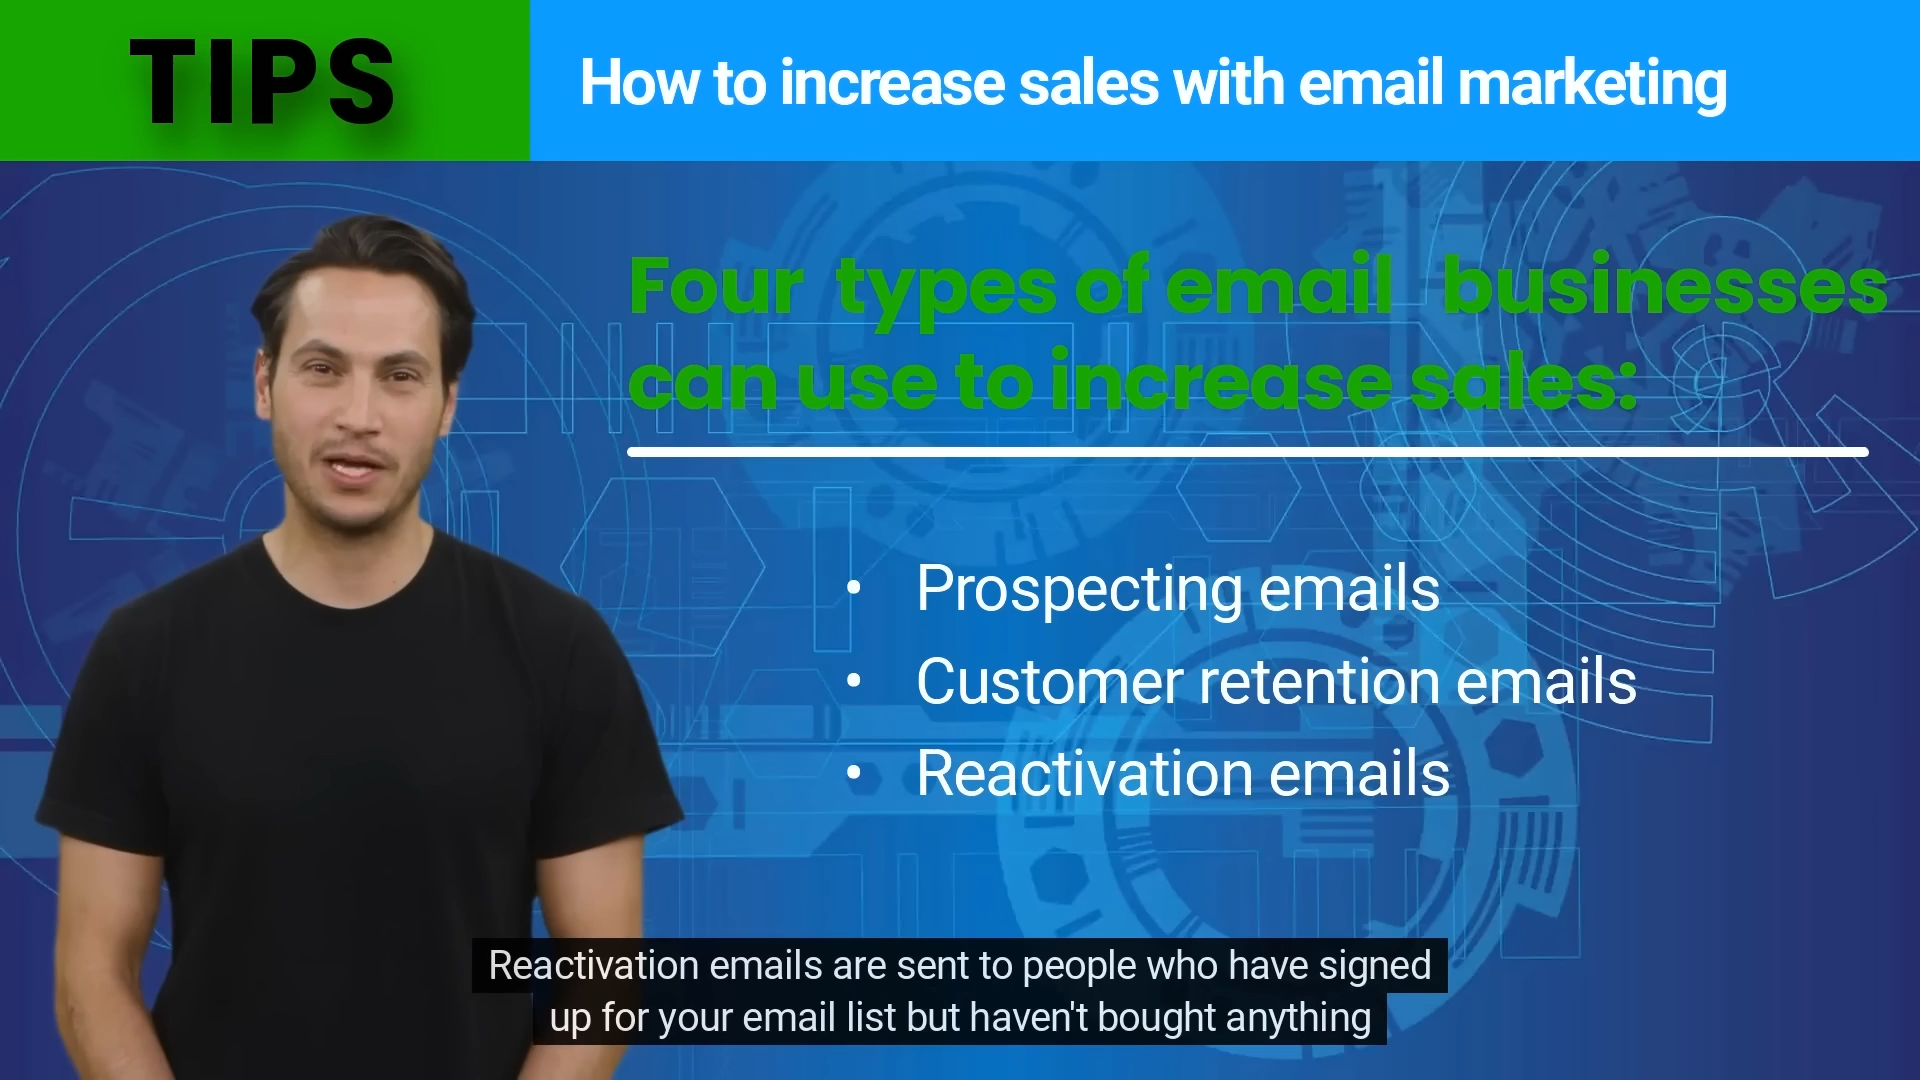 TIPS
How to increase sales with email marketing
Four types of email businesses
can use to increase sales:
• Prospecting emails
• Customer retention emails
• Reactivation emails
Reactivation emails are sent to people who have signed
up for your email list but haven't bought anything